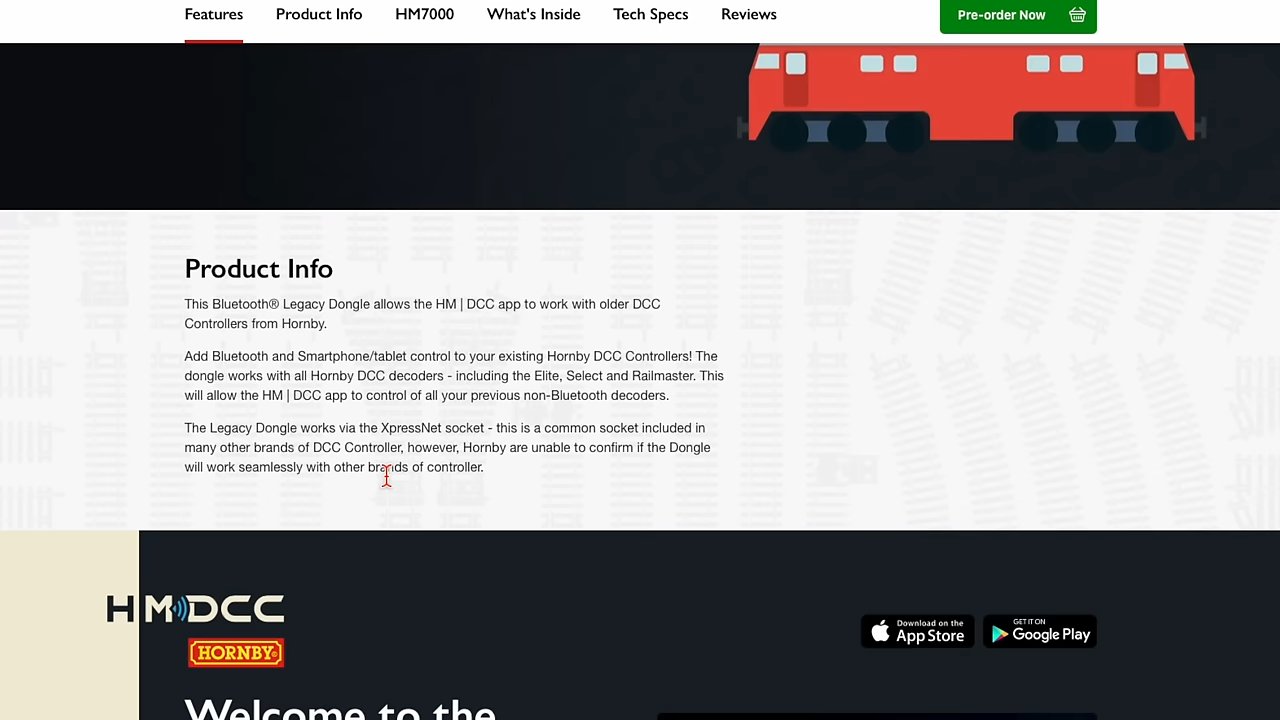 Features Product Info HM7000 What's Inside Tech Specs Reviews Pre-order Now
Product Info
This Bluetooth® Legacy Dongle allows the HM | DCC app to work with older DCC
Controllers from Hornby.
Add Bluetooth and Smartphone/tablet control to your existing Hornby DCC Controllers! The
dongle works with all Hornby DCC decoders - including the Elite, Select and Railmaster. This
will allow the HM | DCC app to control of all your previous non-Bluetooth decoders.
The Legacy Dongle works via the XpressNet socket - this is a common socket included in
many other brands of DCC Controller, however, Hornby are unable to confirm if the Dongle
will work seamlessly with other brands of controller.
HM DCC
HORNBY
Download on the
App Store
GET IT ON
Google Play
Welcome to the